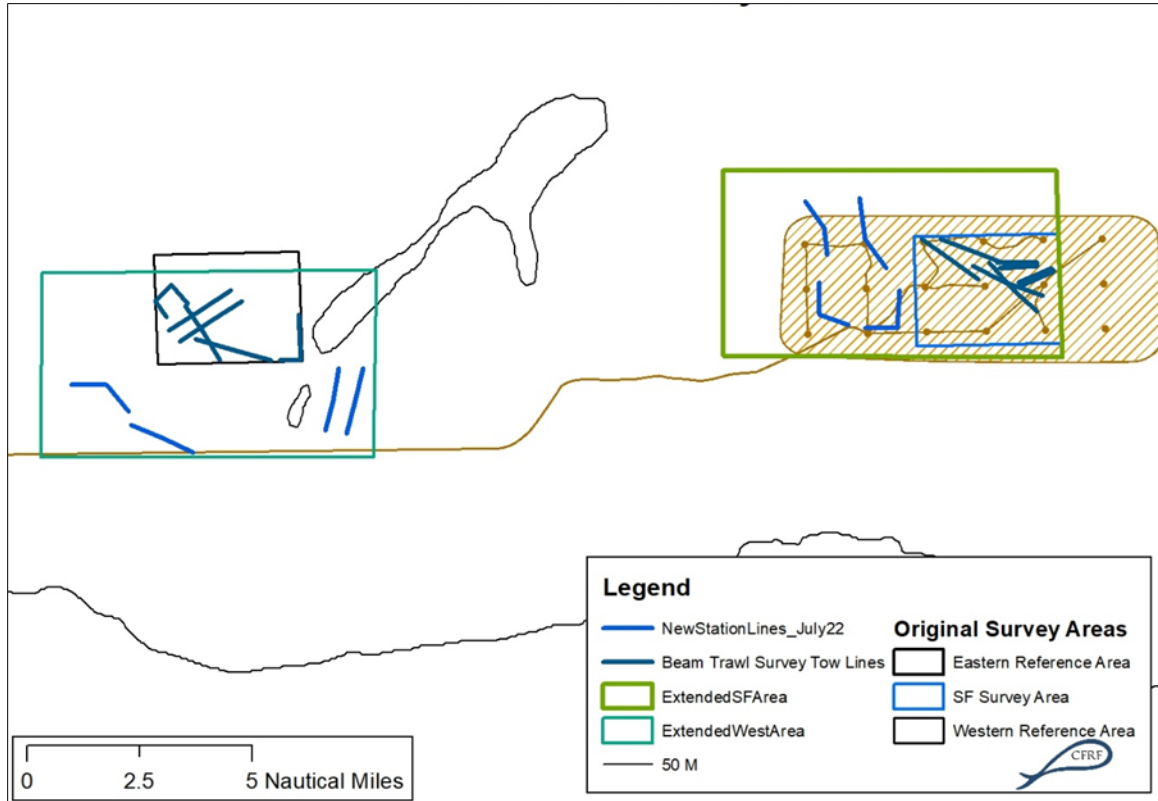 Legend
NewStationLines_July22
Beam Trawl Survey Tow Lines
ExtendedSFArea
ExtendedWestArea
50 M
Original Survey Areas
Eastern Reference Area
SF Survey Area
Western Reference Area
CFRF
0 2.5 5 Nautical Miles